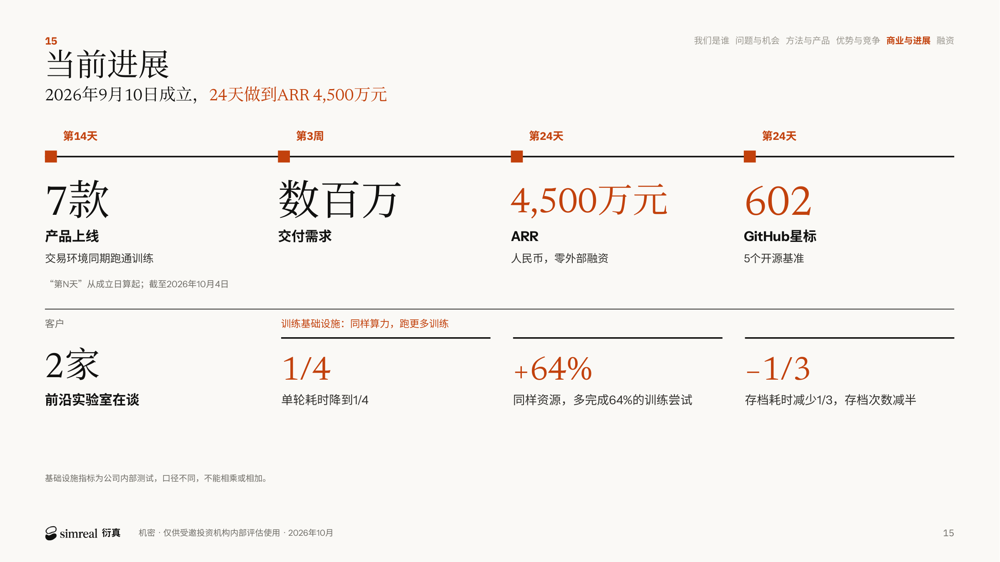 15
我们是谁 问题与机会 方法与产品 优势与竞争 商业与进展 融资
当前进展
2026年9月10日成立，24天做到ARR 4,500万元
第14天
第3周
第24天
第24天
7款
数百万
4,500万元
602
产品上线
交付需求
ARR
GitHub星标
交易环境同期跑通训练
人民币，零外部融资
5个开源基准
“第N天”从成立日算起；截至2026年10月4日
客户
训练基础设施：同样算力，跑更多训练
2家
1/4
+64%
−1/3
前沿实验室在谈
单轮耗时降到1/4
同样资源，多完成64%的训练尝试
存档耗时减少1/3，存档次数减半
基础设施指标为公司内部测试，口径不同，不能相乘或相加。
simreal 衍真
机密 · 仅供受邀投资机构内部评估使用 · 2026年10月
15